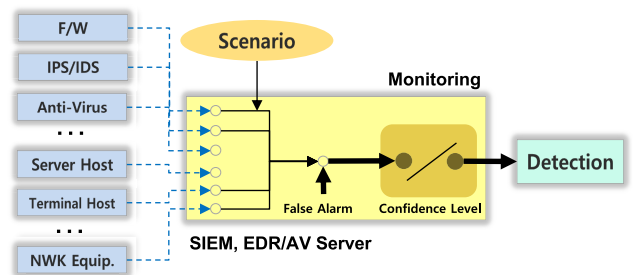 F/W
IPS/IDS
Anti-Virus
...
Server Host
Terminal Host
...
NWK Equip.
Scenario
Monitoring
False Alarm
Confidence Level
SIEM, EDR/AV Server
Detection